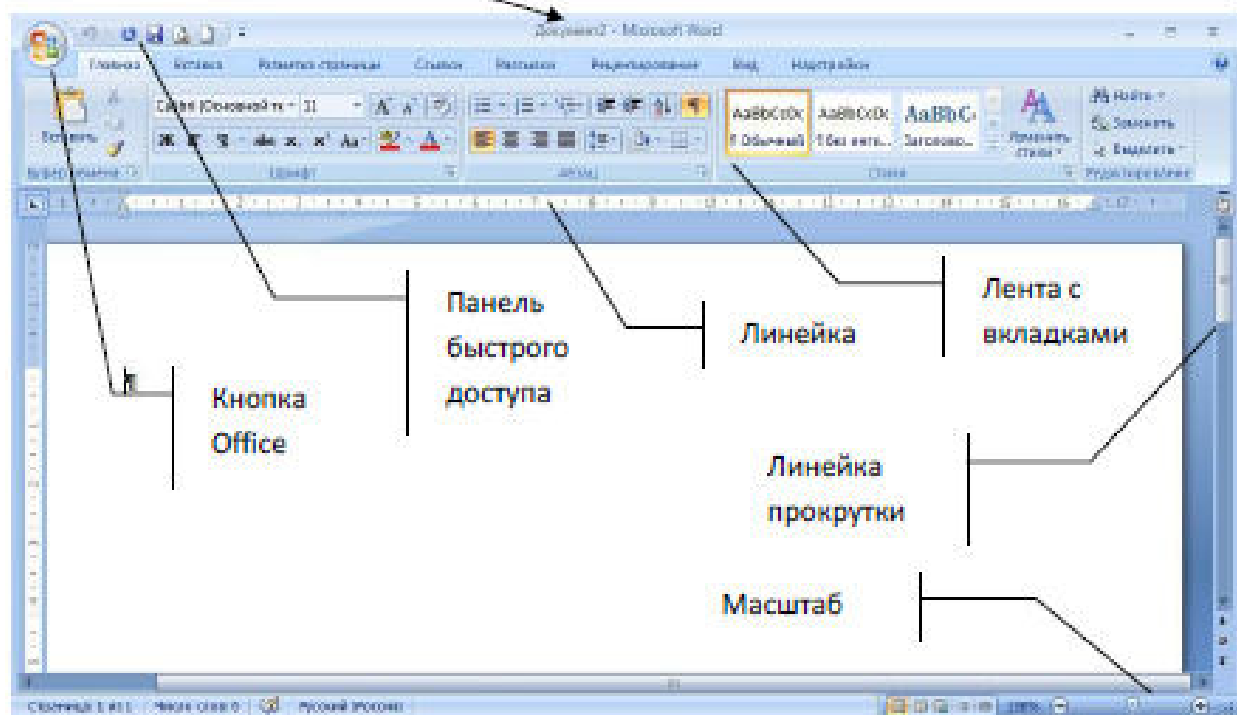 Документ2 - Microsoft Word
Главная Вставка Разметка страницы Ссылки Рассылки Рецензирование Вид Надстройки
Найти
AaBbCcDc AaBbCcDc AaBbC
Заменить
Вставить
¶ Обычный
Изменить
стили
Выделить
Шрифт Абзац Стили Редактирование
Панель
быстрого
доступа
Линейка
Лента с
вкладками
Кнопка
Office
Линейка
прокрутки
Масштаб
Страница: 1 из 1 Число слов: 0 Русский (Россия)